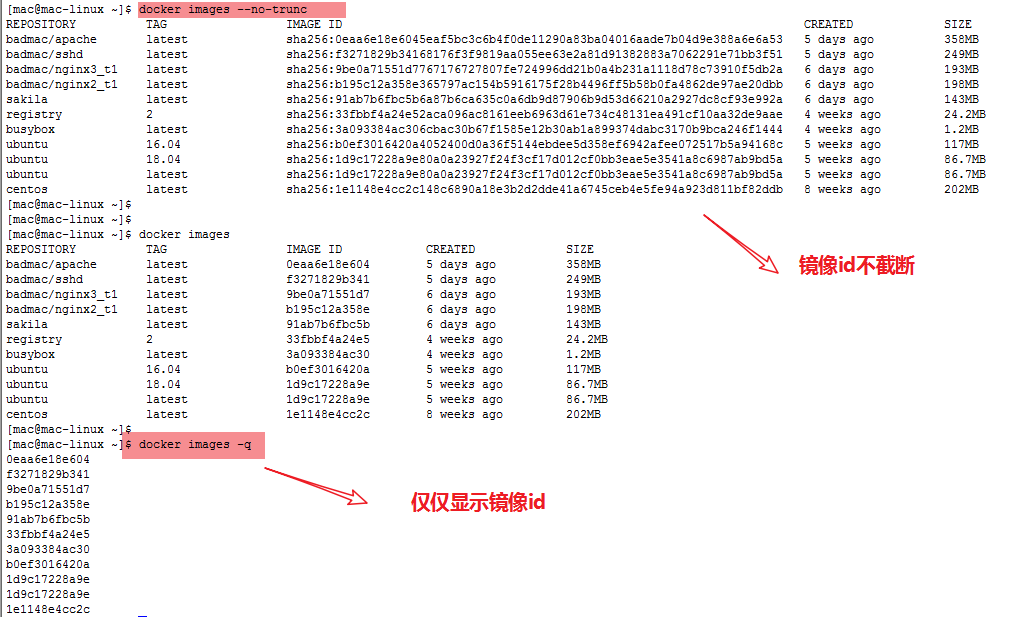 [mac@mac-linux ~]$ docker images --no-trunc
REPOSITORY TAG IMAGE ID CREATED SIZE
badmac/apache latest sha256:0eaa6e18e6045eaf5bc3c6b4f0de11290a83ba04016aade7b04d9e388a6e6a53 5 days ago 358MB
badmac/sshd latest sha256:f3271829b34168176f3f9819aa055ee63e2a81d91382883a7062291e71bb3f51 5 days ago 249MB
badmac/nginx3_t1 latest sha256:9be0a71551d7767176727807fe724996dd21b0a4b231a1118d78c73910f5db2a 6 days ago 193MB
badmac/nginx2_t1 latest sha256:b195c12a358e365797ac154b5916175f28b4496ff5b58b0fa4862de97ae20dbb 6 days ago 198MB
sakila latest sha256:91ab7b6fbc5b6a87b6ca635c0a6db9d87906b9d53d66210a2927dc8cf93e992a 6 days ago 143MB
registry 2 sha256:33fbbf4a24e52aca096ac8161eeb6963d61e734c48131ea491cf10aa32de9aae 4 weeks ago 24.2MB
busybox latest sha256:3a093384ac306cbac30b67f1585e12b30ab1a899374dabc3170b9bca246f1444 4 weeks ago 1.2MB
ubuntu 16.04 sha256:b0ef3016420a4052400d0a36f5144ebdee5d358ef6942afee072517b5a94168c 5 weeks ago 117MB
ubuntu 18.04 sha256:1d9c17228a9e80a0a23927f24f3cf17d012cf0bb3eae5e3541a8c6987ab9bd5a 5 weeks ago 86.7MB
ubuntu latest sha256:1d9c17228a9e80a0a23927f24f3cf17d012cf0bb3eae5e3541a8c6987ab9bd5a 5 weeks ago 86.7MB
centos latest sha256:1e1148e4cc2c148c6890a18e3b2d2dde41a6745ceb4e5fe94a923d811bf82ddb 8 weeks ago 202MB
[mac@mac-linux ~]$
[mac@mac-linux ~]$
[mac@mac-linux ~]$ docker images
REPOSITORY TAG IMAGE ID CREATED SIZE
badmac/apache latest 0eaa6e18e604 5 days ago 358MB
镜像id不截断
badmac/sshd latest f3271829b341 5 days ago 249MB
badmac/nginx3_t1 latest 9be0a71551d7 6 days ago 193MB
badmac/nginx2_t1 latest b195c12a358e 6 days ago 198MB
sakila latest 91ab7b6fbc5b 6 days ago 143MB
registry 2 33fbbf4a24e5 4 weeks ago 24.2MB
busybox latest 3a093384ac30 4 weeks ago 1.2MB
ubuntu 16.04 b0ef3016420a 5 weeks ago 117MB
ubuntu 18.04 1d9c17228a9e 5 weeks ago 86.7MB
ubuntu latest 1d9c17228a9e 5 weeks ago 86.7MB
centos latest 1e1148e4cc2c 8 weeks ago 202MB
[mac@mac-linux ~]$
[mac@mac-linux ~]$ docker images -q
0eaa6e18e604
f3271829b341
9be0a71551d7
b195c12a358e
仅仅显示镜像id
91ab7b6fbc5b
33fbbf4a24e5
3a093384ac30
b0ef3016420a
1d9c17228a9e
1d9c17228a9e
1e1148e4cc2c